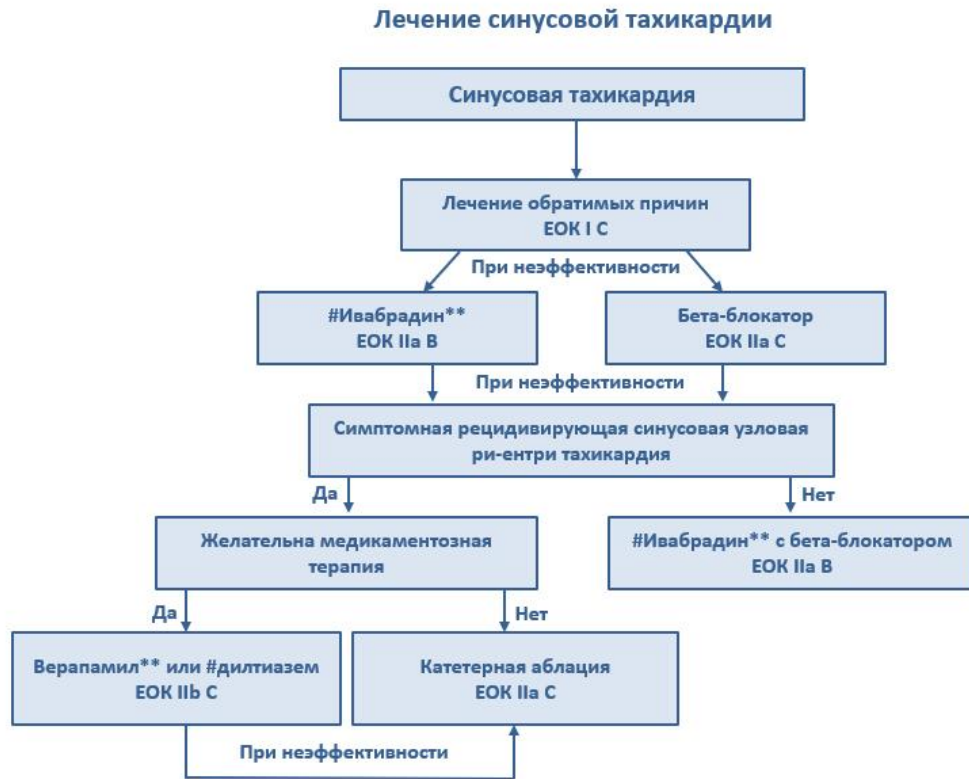 Лечение синусовой тахикардии
Синусовая тахикардия
Лечение обратимых причин
ЕОК I C
При неэффективности
#Ивабрадин**
ЕОК IIa B
Бета-блокатор
ЕОК IIa C
При неэффективности
Симптомная рецидивирующая синусовая узловая
ри-ентри тахикардия
Да
Нет
Желательна медикаментозная
терапия
#Ивабрадин** с бета-блокатором
ЕОК IIa B
Да
Нет
Верапамил** или #дилтиазем
ЕОК IIb C
Катетерная аблация
ЕОК IIa C
При неэффективности